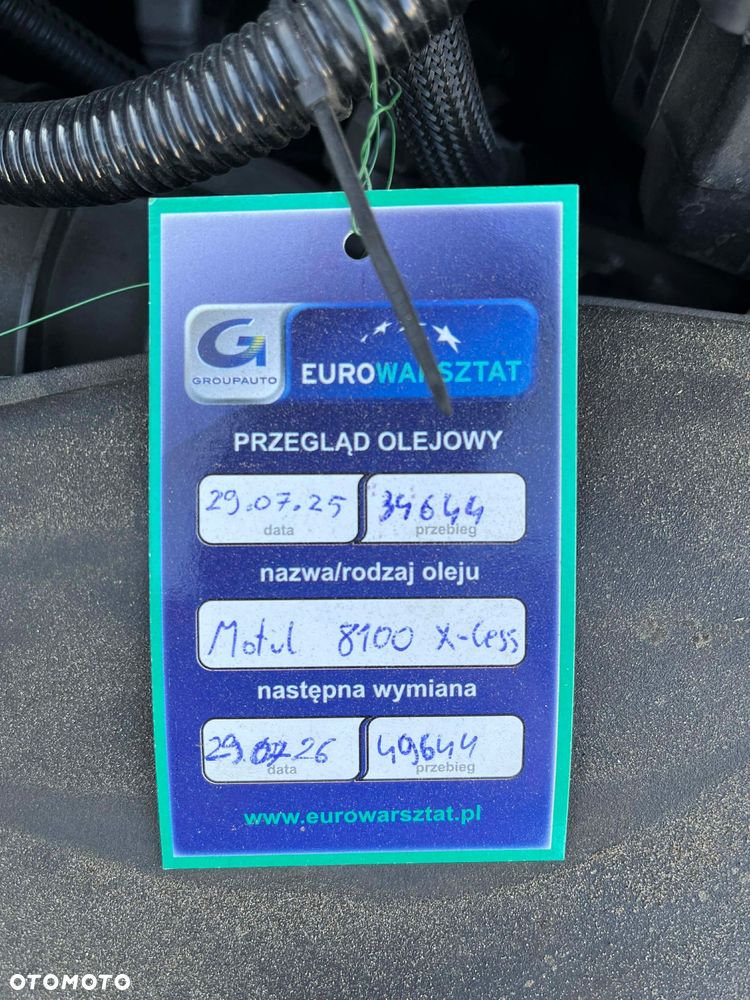 G
GROUPAUTO
EUROWARSZTAT
PRZEGLĄD OLEJOWY
29.07.25 34644
data przebieg
nazwa/rodzaj oleju
Motul 8100 X-Cess
następna wymiana
29.07.26 49644
data przebieg
www.eurowarsztat.pl
OTOMOTO